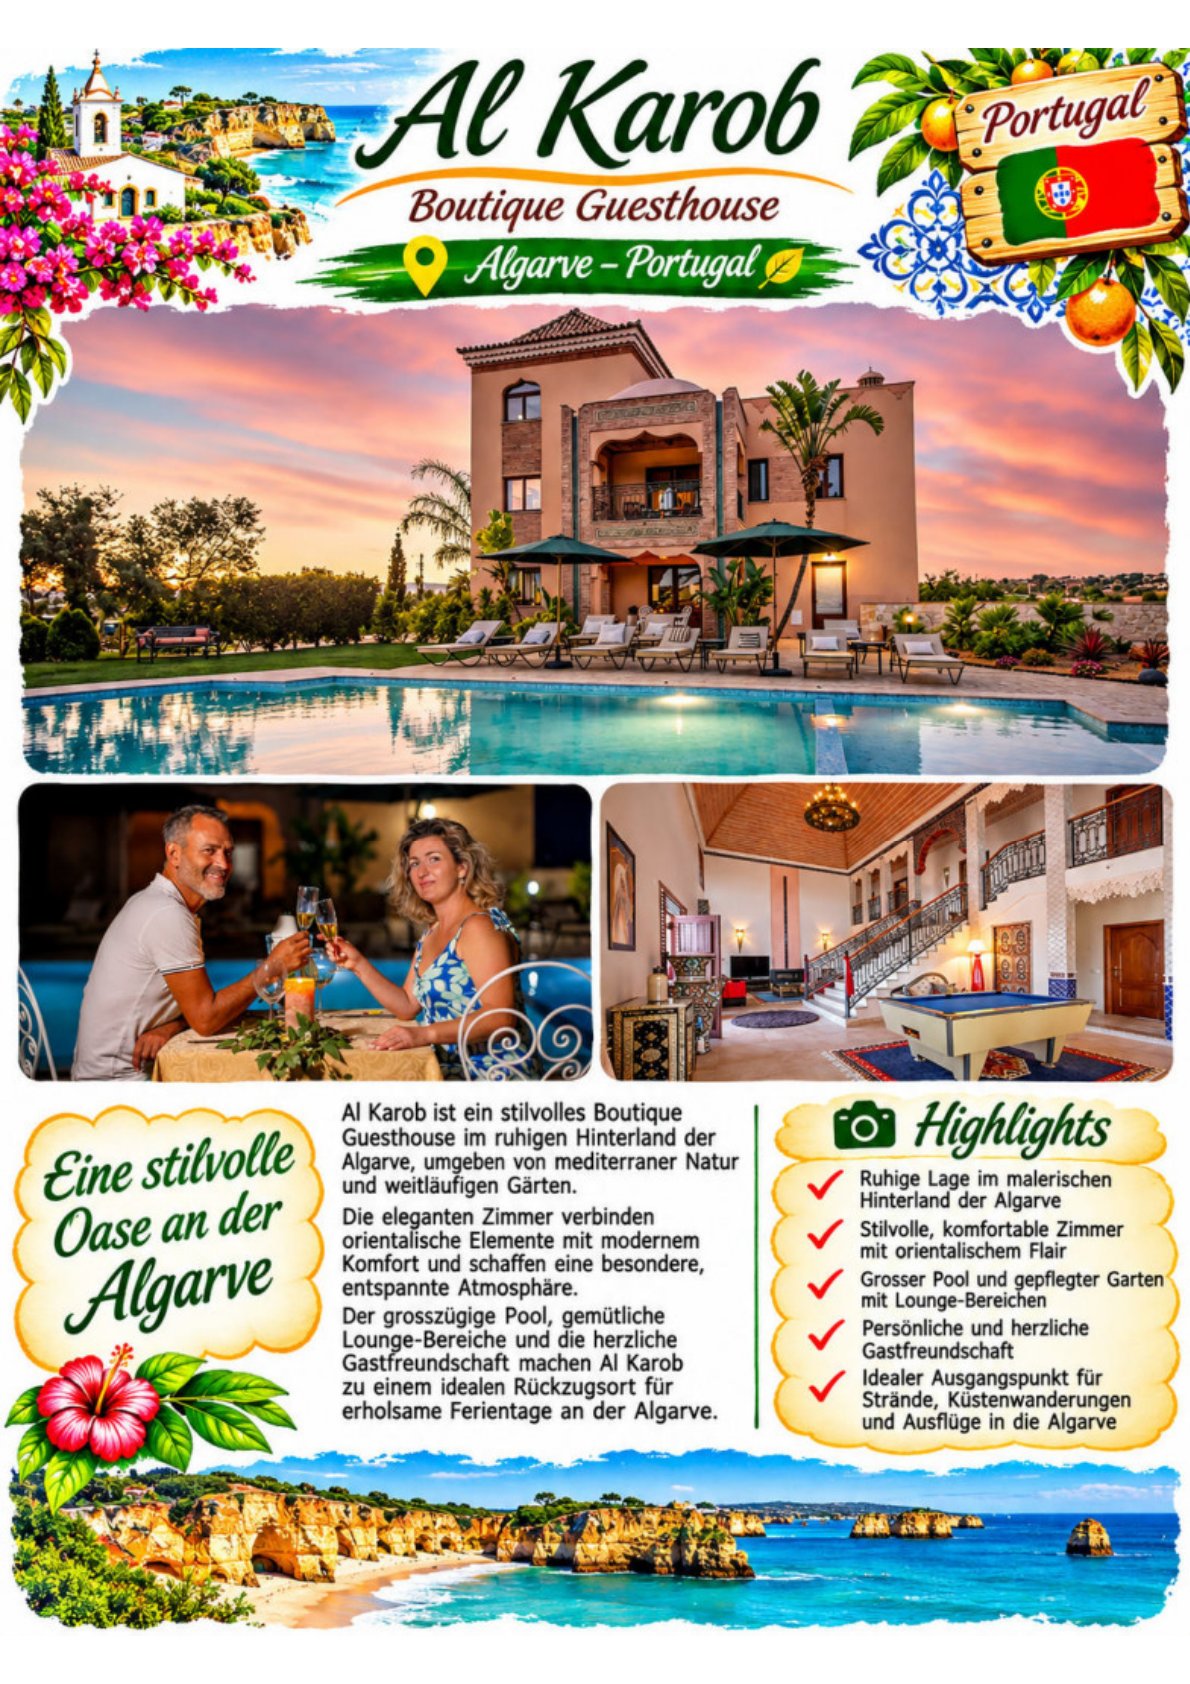 Al Karob
Boutique Guesthouse
Algarve – Portugal
Portugal
Eine stilvolle
Oase an der
Algarve
Al Karob ist ein stilvolles Boutique
Guesthouse im ruhigen Hinterland der
Algarve, umgeben von mediterraner Natur
und weitläufigen Gärten.
Die eleganten Zimmer verbinden
orientalische Elemente mit modernem
Komfort und schaffen eine besondere,
entspannte Atmosphäre.
Der grosszügige Pool, gemütliche
Lounge-Bereiche und die herzliche
Gastfreundschaft machen Al Karob
zu einem idealen Rückzugsort für
erholsame Ferientage an der Algarve.
Highlights
Ruhige Lage im malerischen
Hinterland der Algarve
Stilvolle, komfortable Zimmer
mit orientalischem Flair
Grosser Pool und gepflegter Garten
mit Lounge-Bereichen
Persönliche und herzliche
Gastfreundschaft
Idealer Ausgangspunkt für
Strände, Küstenwanderungen
und Ausflüge in die Algarve